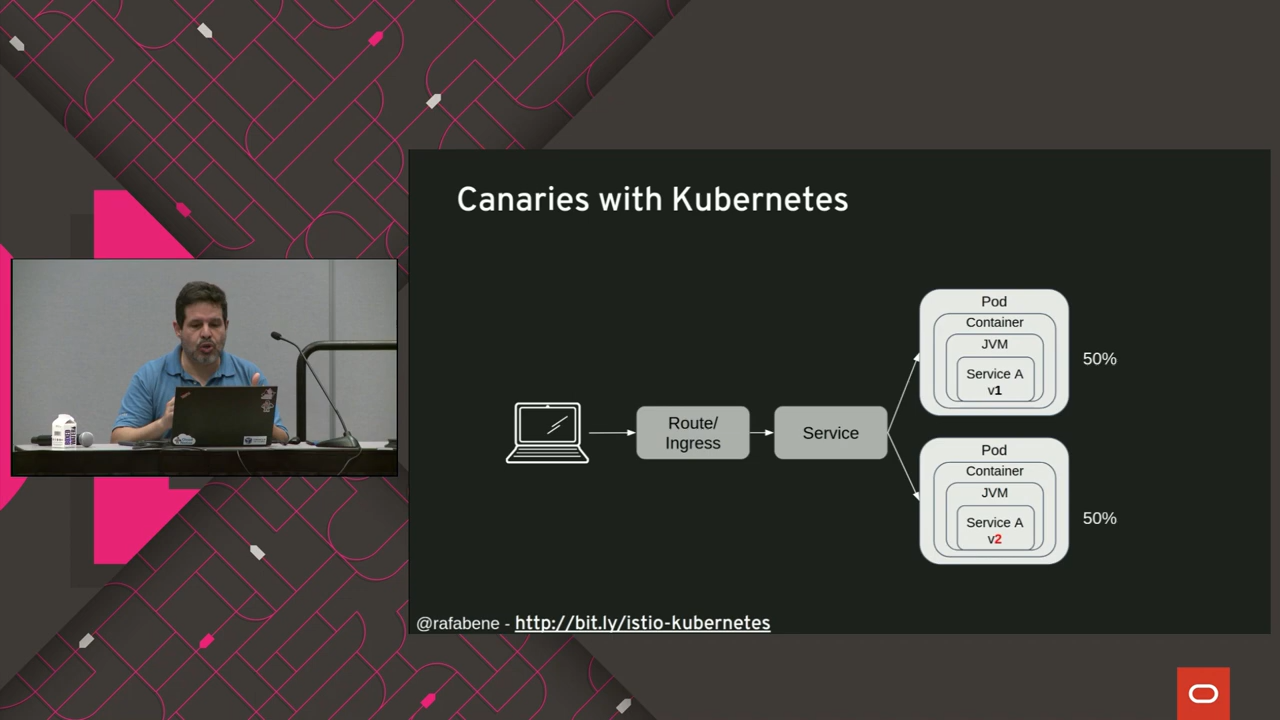 Canaries with Kubernetes
Route/
Ingress
Service
Pod
Container
JVM
Service A
v1
50%
Pod
Container
JVM
Service A
v2
50%
@rafabene - http://bit.ly/istio-kubernetes